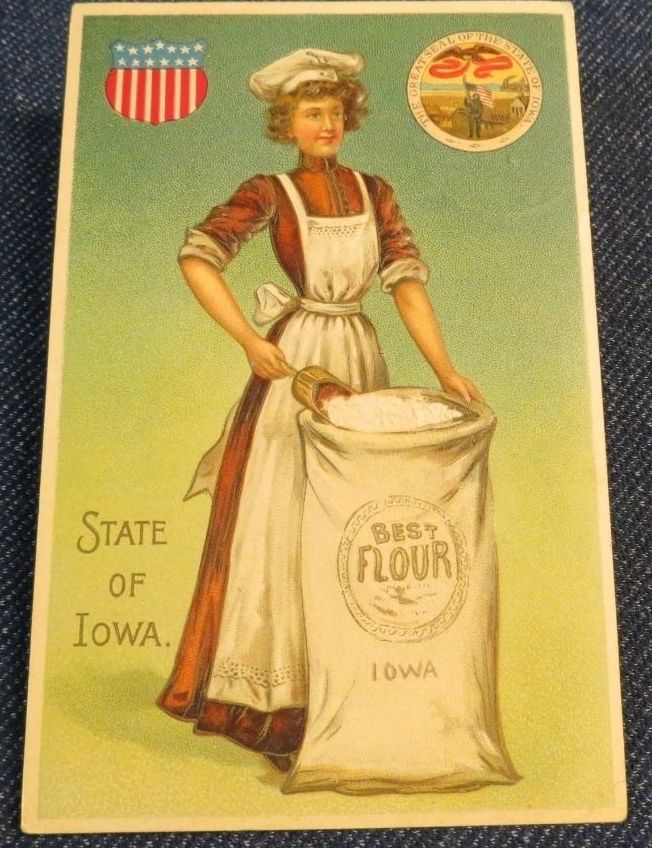 THE GREAT SEAL OF THE STATE OF IOWA
STATE
OF
IOWA.
BEST
FLOUR
IOWA